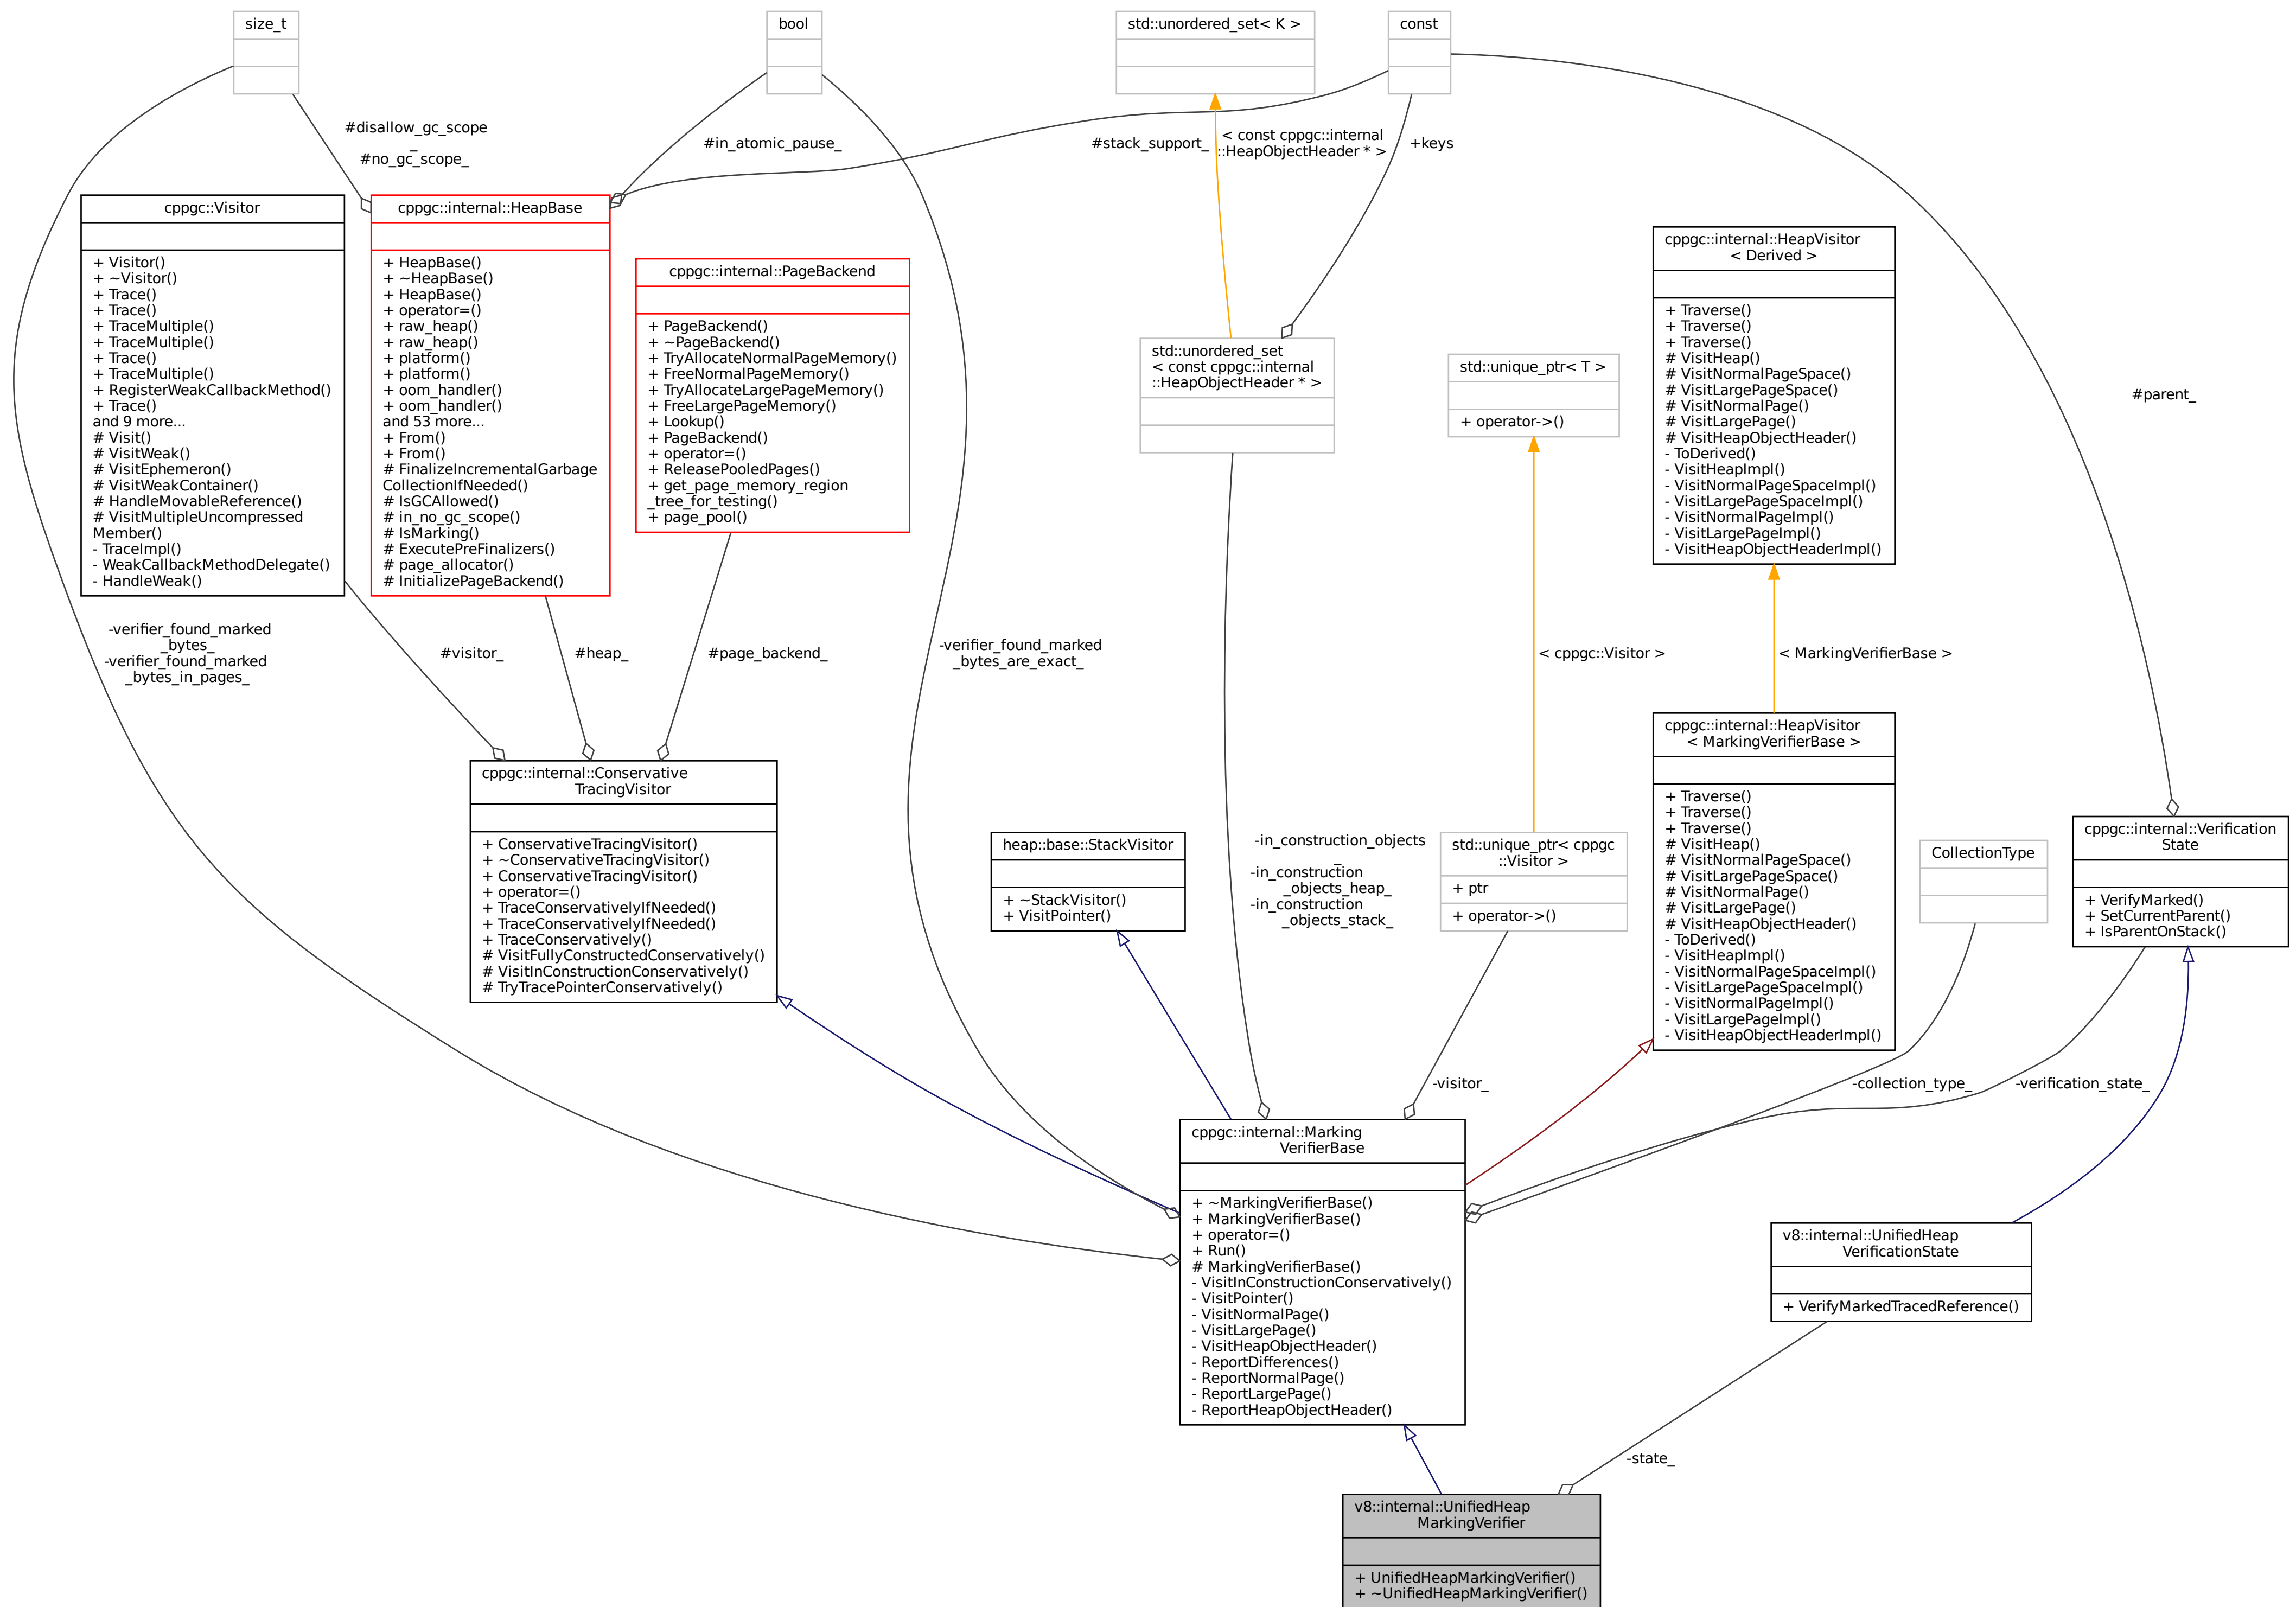 size_t
bool
std::unordered_set< K >
const
#disallow_gc_scope
_
#no_gc_scope_
#in_atomic_pause_
#stack_support_
< const cppgc::internal
::HeapObjectHeader * >
+keys
cppgc::Visitor
+ Visitor()
+ ~Visitor()
+ Trace()
+ Trace()
+ TraceMultiple()
+ TraceMultiple()
+ Trace()
+ TraceMultiple()
+ RegisterWeakCallbackMethod()
+ Trace()
and 9 more...
# Visit()
# VisitWeak()
# VisitEphemeron()
# VisitWeakContainer()
# HandleMovableReference()
# VisitMultipleUncompressed
Member()
- TraceImpl()
- WeakCallbackMethodDelegate()
- HandleWeak()
cppgc::internal::HeapBase
+ HeapBase()
+ ~HeapBase()
+ HeapBase()
+ operator=()
+ raw_heap()
+ raw_heap()
+ platform()
+ platform()
+ oom_handler()
+ oom_handler()
and 53 more...
+ From()
+ From()
# FinalizeIncrementalGarbage
CollectionIfNeeded()
# IsGCAllowed()
# in_no_gc_scope()
# IsMarking()
# ExecutePreFinalizers()
# page_allocator()
# InitializePageBackend()
cppgc::internal::PageBackend
+ PageBackend()
+ ~PageBackend()
+ TryAllocateNormalPageMemory()
+ FreeNormalPageMemory()
+ TryAllocateLargePageMemory()
+ FreeLargePageMemory()
+ Lookup()
+ PageBackend()
+ operator=()
+ ReleasePooledPages()
+ get_page_memory_region
_tree_for_testing()
+ page_pool()
std::unordered_set
< const cppgc::internal
::HeapObjectHeader * >
std::unique_ptr< T >
+ operator->()
cppgc::internal::HeapVisitor
< Derived >
+ Traverse()
+ Traverse()
+ Traverse()
# VisitHeap()
# VisitNormalPageSpace()
# VisitLargePageSpace()
# VisitNormalPage()
# VisitLargePage()
# VisitHeapObjectHeader()
- ToDerived()
- VisitHeapImpl()
- VisitNormalPageSpaceImpl()
- VisitLargePageSpaceImpl()
- VisitNormalPageImpl()
- VisitLargePageImpl()
- VisitHeapObjectHeaderImpl()
#parent_
-verifier_found_marked
_bytes_
-verifier_found_marked
_bytes_in_pages_
#visitor_
#heap_
#page_backend_
-verifier_found_marked
_bytes_are_exact_
< cppgc::Visitor >
< MarkingVerifierBase >
cppgc::internal::Conservative
TracingVisitor
+ ConservativeTracingVisitor()
+ ~ConservativeTracingVisitor()
+ ConservativeTracingVisitor()
+ operator=()
+ TraceConservativelyIfNeeded()
+ TraceConservativelyIfNeeded()
+ TraceConservatively()
# VisitFullyConstructedConservatively()
# VisitInConstructionConservatively()
# TryTracePointerConservatively()
heap::base::StackVisitor
+ ~StackVisitor()
+ VisitPointer()
-in_construction_objects
_
-in_construction
_objects_heap_
-in_construction
_objects_stack_
std::unique_ptr< cppgc
::Visitor >
+ ptr
+ operator->()
cppgc::internal::HeapVisitor
< MarkingVerifierBase >
+ Traverse()
+ Traverse()
+ Traverse()
# VisitHeap()
# VisitNormalPageSpace()
# VisitLargePageSpace()
# VisitNormalPage()
# VisitLargePage()
# VisitHeapObjectHeader()
- ToDerived()
- VisitHeapImpl()
- VisitNormalPageSpaceImpl()
- VisitLargePageSpaceImpl()
- VisitNormalPageImpl()
- VisitLargePageImpl()
- VisitHeapObjectHeaderImpl()
CollectionType
cppgc::internal::Verification
State
+ VerifyMarked()
+ SetCurrentParent()
+ IsParentOnStack()
-visitor_
-collection_type_
-verification_state_
cppgc::internal::Marking
VerifierBase
+ ~MarkingVerifierBase()
+ MarkingVerifierBase()
+ operator=()
+ Run()
# MarkingVerifierBase()
- VisitInConstructionConservatively()
- VisitPointer()
- VisitNormalPage()
- VisitLargePage()
- VisitHeapObjectHeader()
- ReportDifferences()
- ReportNormalPage()
- ReportLargePage()
- ReportHeapObjectHeader()
v8::internal::UnifiedHeap
VerificationState
+ VerifyMarkedTracedReference()
-state_
v8::internal::UnifiedHeap
MarkingVerifier
+ UnifiedHeapMarkingVerifier()
+ ~UnifiedHeapMarkingVerifier()